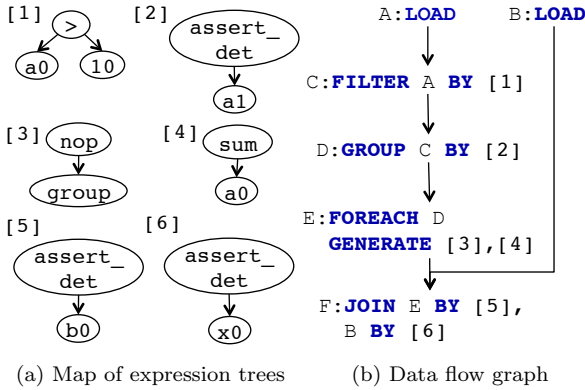 [1]
>
a0
10
[2]
assert_
det
a1
[3]
nop
group
[4]
sum
a0
[5]
assert_
det
b0
[6]
assert_
det
x0
(a) Map of expression trees
A:LOAD
B:LOAD
C:FILTER A BY [1]
D:GROUP C BY [2]
E:FOREACH D
GENERATE [3],[4]
F:JOIN E BY [5],
B BY [6]
(b) Data flow graph